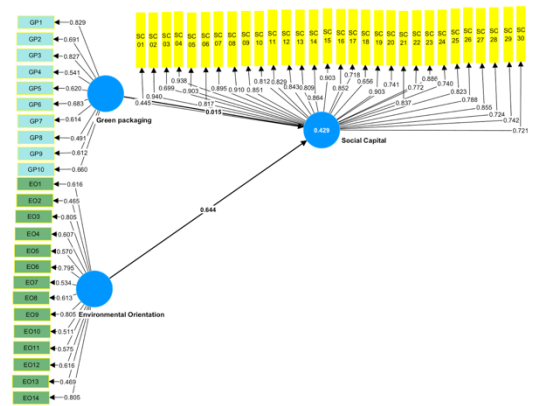 GP1
GP2
GP3
GP4
GP5
GP6
GP7
GP8
GP9
GP10
0.829
0.691
0.827
0.541
0.620
0.683
0.614
0.491
0.612
0.660
Green packaging
EO1
EO2
EO3
EO4
EO5
EO6
EO7
EO8
EO9
EO10
EO11
EO12
EO13
EO14
0.616
0.465
0.805
0.607
0.570
0.795
0.534
0.613
0.805
0.511
0.575
0.616
0.469
0.805
Environmental Orientation
0.015
0.644
SC 01
SC 02
SC 03
SC 04
SC 05
SC 06
SC 07
SC 08
SC 09
SC 10
SC 11
SC 12
SC 13
SC 14
SC 15
SC 16
SC 17
SC 18
SC 19
SC 20
SC 21
SC 22
SC 23
SC 24
SC 25
SC 26
SC 27
SC 28
SC 29
SC 30
0.445
0.940
0.699
0.938
0.903
0.817
0.895
0.910
0.851
0.812
0.829
0.843
0.809
0.864
0.903
0.852
0.718
0.656
0.903
0.741
0.837
0.772
0.886
0.740
0.823
0.788
0.855
0.724
0.742
0.721
0.429
Social Capital